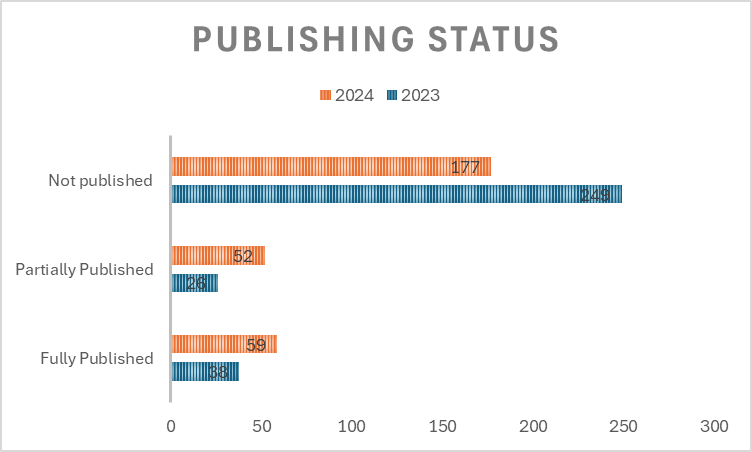 PUBLISHING STATUS
2024 2023
Not published 177
249
Partially Published 52
26
Fully Published 59
38
0 50 100 150 200 250 300